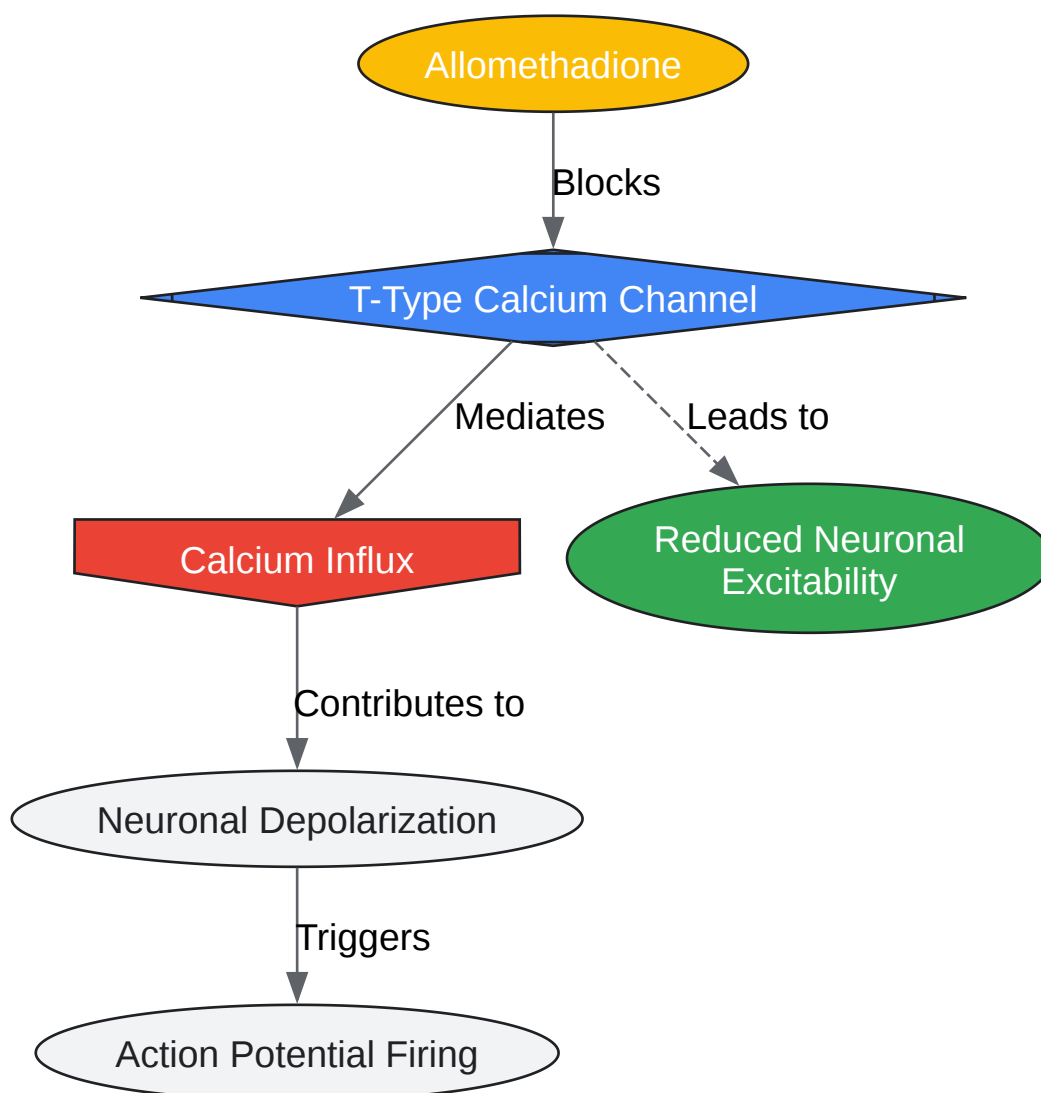 Allomethadione
Blocks
T-Type Calcium Channel
Mediates
Leads to
Calcium Influx
Reduced Neuronal
Excitability
Contributes to
Neuronal Depolarization
Triggers
Action Potential Firing